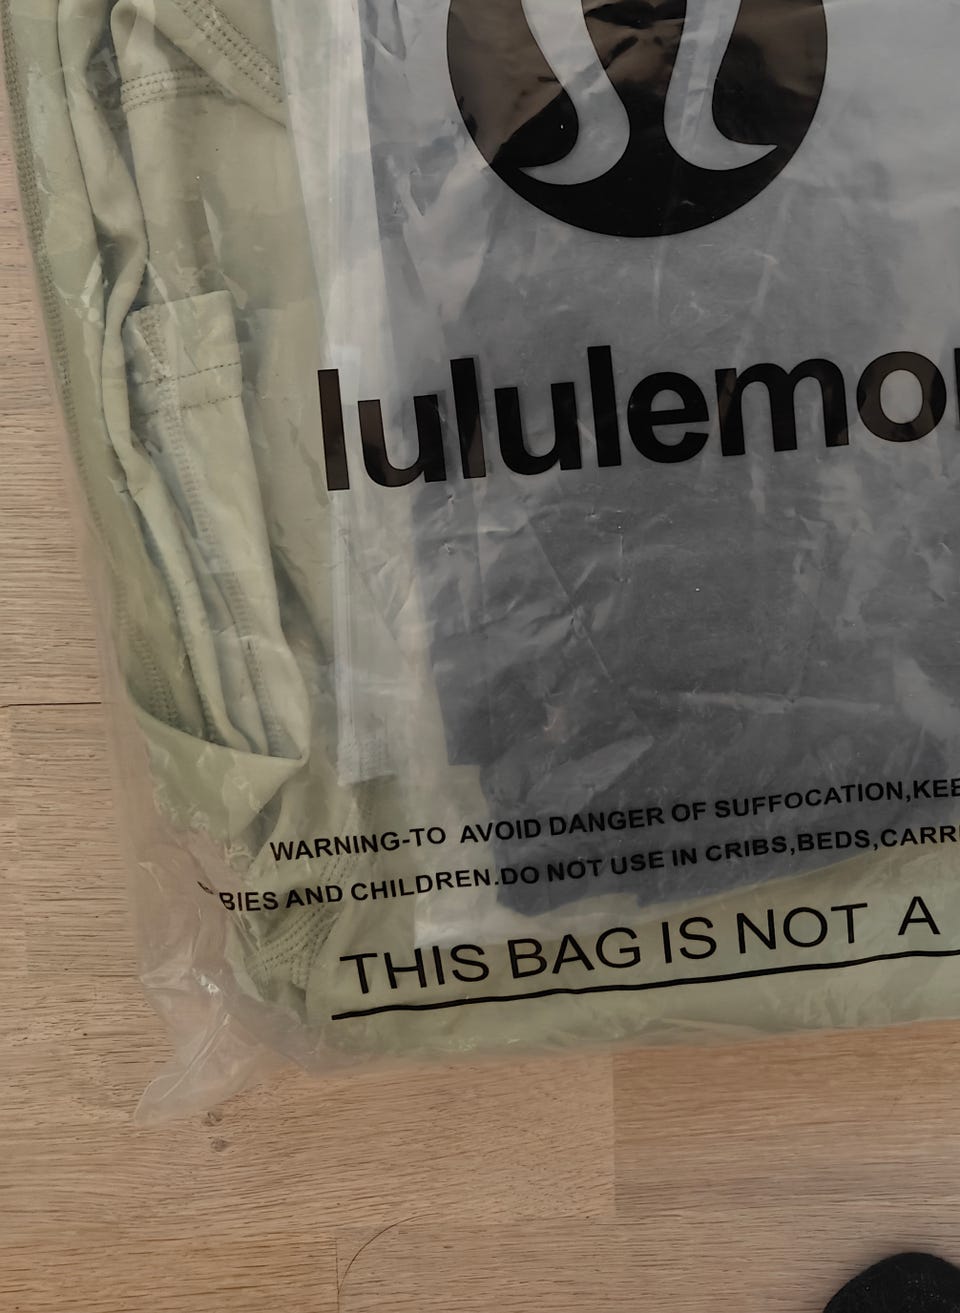 lululemo
WARNING-TO AVOID DANGER OF SUFFOCATION,KEE
BIES AND CHILDREN.DO NOT USE IN CRIBS,BEDS,CARR
THIS BAG IS NOT A